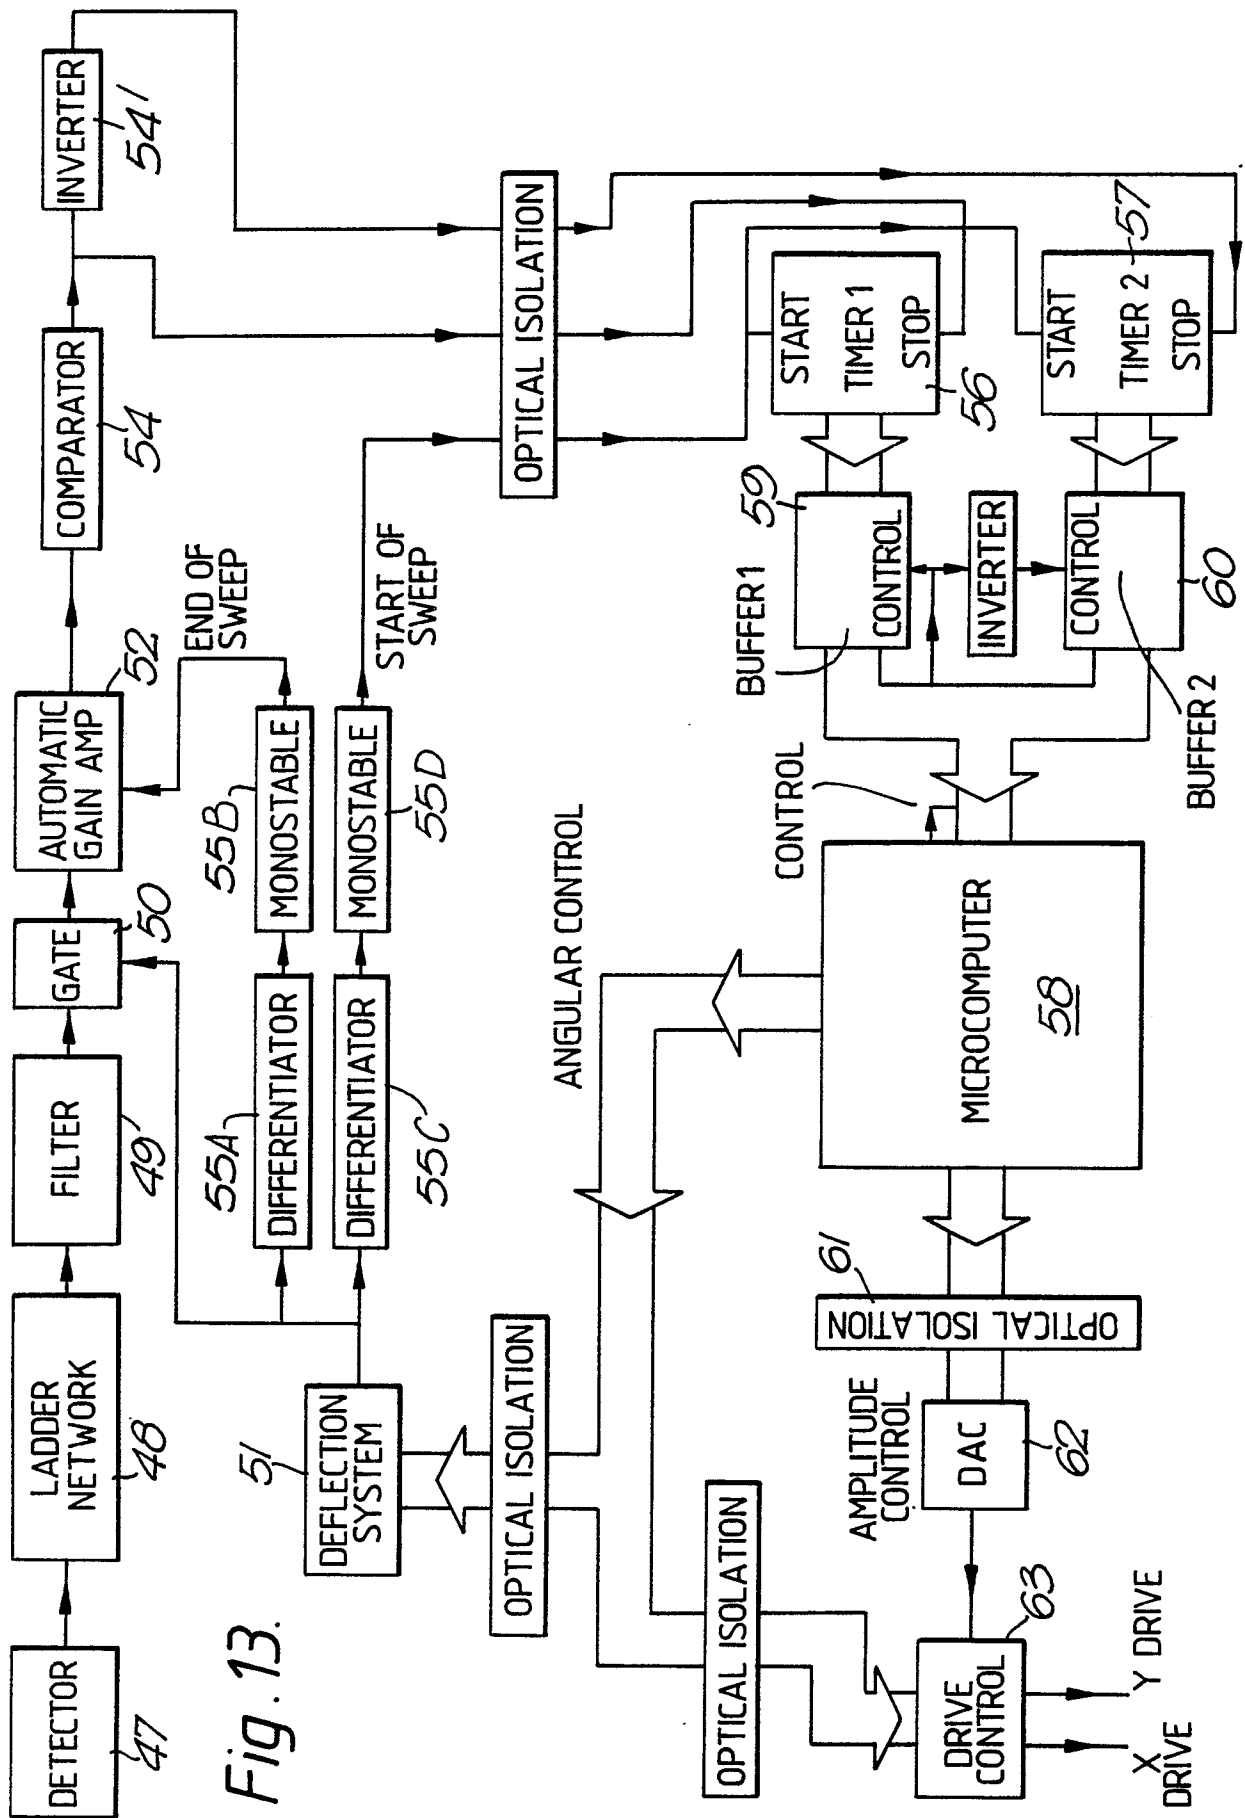 DETECTOR
47
LADDER
NETWORK
48
FILTER
49
GATE
50
AUTOMATIC
GAIN AMP
52
COMPARATOR
54
INVERTER
54'
Fig. 13.
51
DEFLECTION
SYSTEM
55A
DIFFERENTIATOR
55B
MONOSTABLE
END OF
SWEEP
DIFFERENTIATOR
55C
MONOSTABLE
55D
START OF
SWEEP
OPTICAL ISOLATION
OPTICAL ISOLATION
ANGULAR CONTROL
OPTICAL ISOLATION
START
TIMER 1
STOP
56
START
TIMER 2
STOP
57
59
BUFFER 1
CONTROL
INVERTER
CONTROL
60
BUFFER 2
CONTROL
MICROCOMPUTER
58
61
OPTICAL ISOLATION
AMPLITUDE
CONTROL
DAC
62
DRIVE
CONTROL
63
X
DRIVE
Y DRIVE